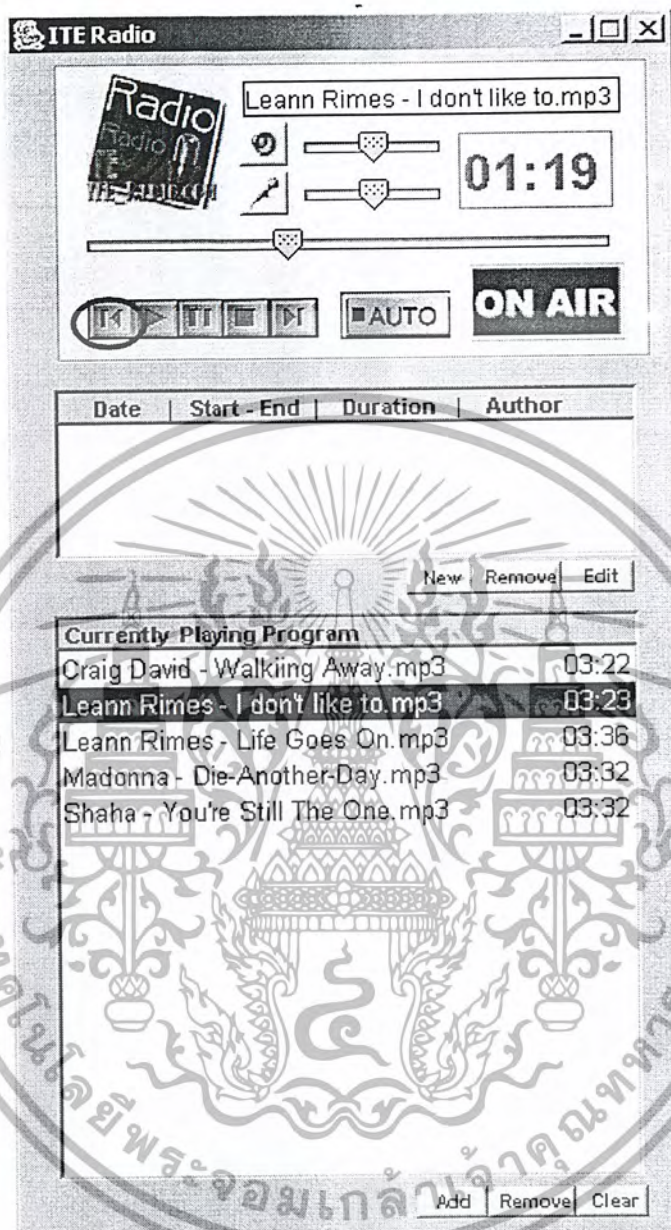 ITE Radio
Radio
Radio
Leann Rimes - I don't like to.mp3
01:19
AUTO
ON AIR
Date | Start - End | Duration | Author
New Remove Edit
Currently Playing Program
Craig David - Walkiing Away.mp3 03:22
Leann Rimes - I don't like to.mp3 03:23
Leann Rimes - Life Goes On.mp3 03:36
Madonna - Die-Another-Day.mp3 03:32
Shaha - You're Still The One.mp3 03:32
Add Remove Clear